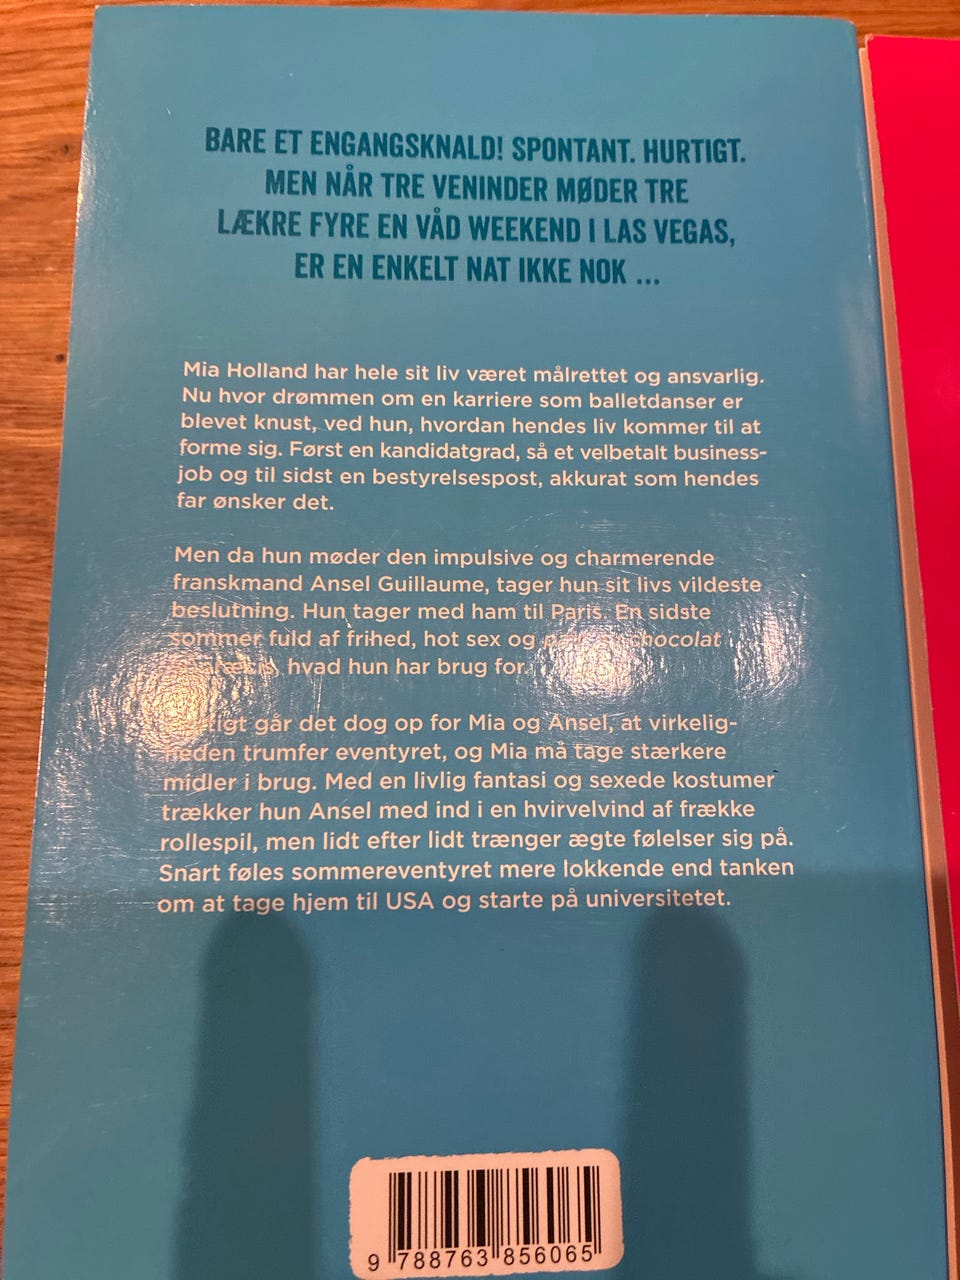 BARE ET ENGANGSKNALD! SPONTANT. HURTIGT.
MEN NÅR TRE VENINDER MØDER TRE
LÆKRE FYRE EN VÅD WEEKEND I LAS VEGAS,
ER EN ENKELT NAT IKKE NOK ...
Mia Holland har hele sit liv været målrettet og ansvarlig.
Nu hvor drømmen om en karriere som balletdanser er
blevet knust, ved hun, hvordan hendes liv kommer til at
forme sig. Først en kandidatgrad, så et velbetalt business-
job og til sidst en bestyrelsespost, akkurat som hendes
far ønsker det.
Men da hun møder den impulsive og charmerende
franskmand Ansel Guillaume, tager hun sit livs vildeste
beslutning. Hun tager med ham til Paris. En sidste
sommer fuld af frihed, hot sex og chocolat
hvad hun har brug for.
går det dog op for Mia og Ansel, at virkelig-
heden trumfer eventyret, og Mia må tage stærkere
midler i brug. Med en livlig fantasi og sexede kostumer
trækker hun Ansel med ind i en hvirvelvind af frække
rollespil, men lidt efter lidt trænger ægte følelser sig på.
Snart føles sommereventyret mere lokkende end tanken
om at tage hjem til USA og starte på universitetet.
9 788763 856065